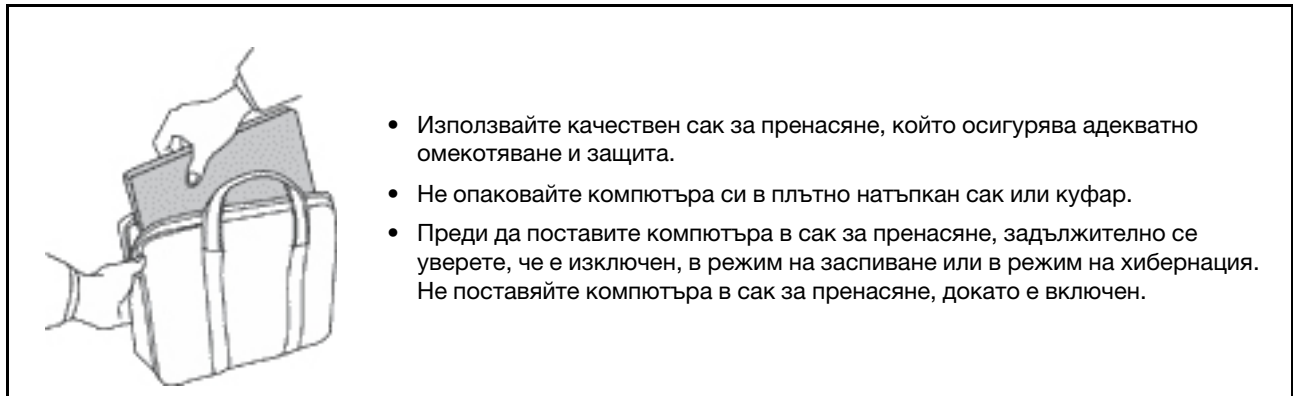 • Използвайте качествен сак за пренасяне, който осигурява адекватно
омекотяване и защита.
• Не опаковайте компютъра си в плътно натъпкан сак или куфар.
• Преди да поставите компютъра в сак за пренасяне, задължително се
уверете, че е изключен, в режим на заспиване или в режим на хибернация.
Не поставяйте компютъра в сак за пренасяне, докато е включен.